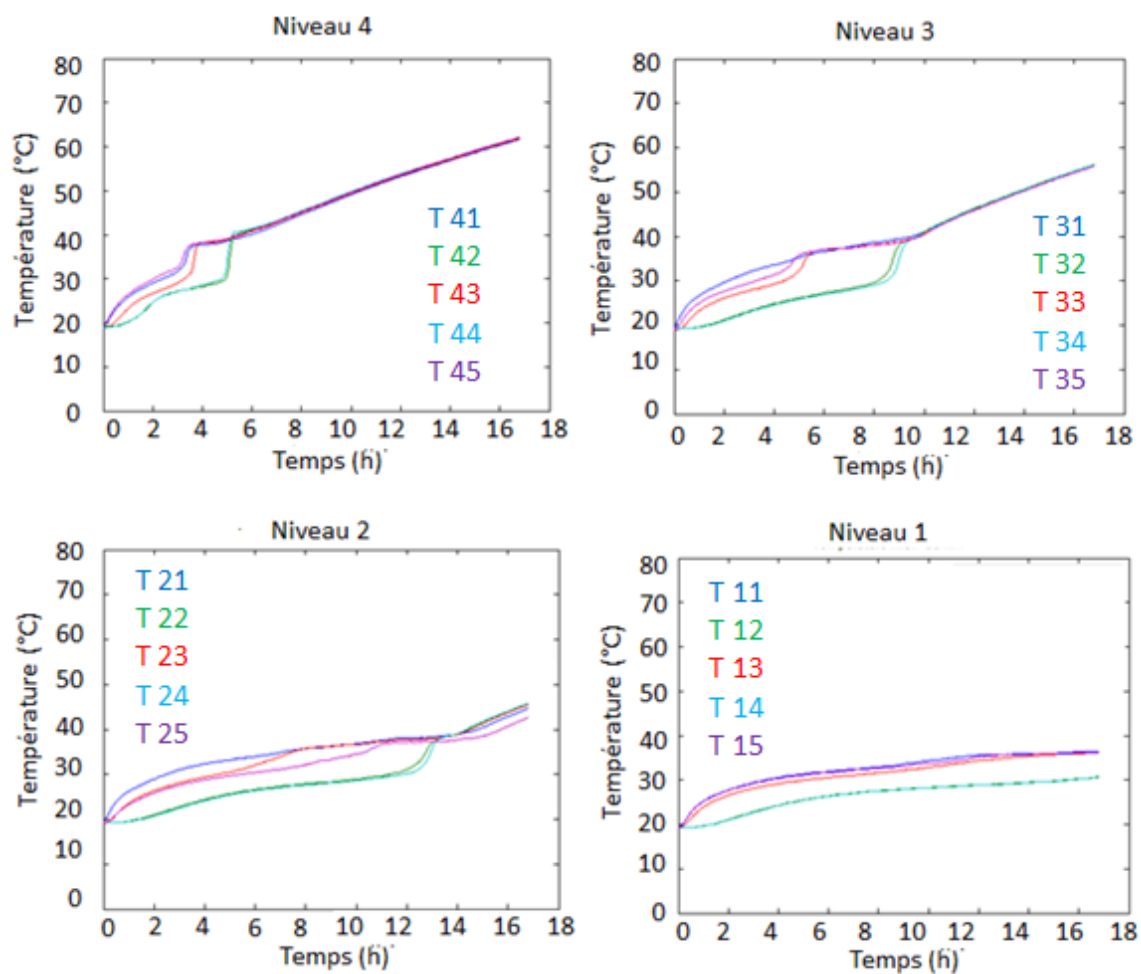 Niveau 4
Température (°C)
80
70
60
50
40
30
20
10
0
T 41
T 42
T 43
T 44
T 45
0 2 4 6 8 10 12 14 16 18
Temps (h)
Niveau 3
Température (°C)
80
70
60
50
40
30
20
10
0
T 31
T 32
T 33
T 34
T 35
0 2 4 6 8 10 12 14 16 18
Temps (h)
Niveau 2
Température (°C)
80
70
60
50
40
30
20
10
0
T 21
T 22
T 23
T 24
T 25
0 2 4 6 8 10 12 14 16 18
Temps (h)
Niveau 1
Température (°C)
80
70
60
50
40
30
20
10
0
T 11
T 12
T 13
T 14
T 15
0 2 4 6 8 10 12 14 16 18
Temps (h)